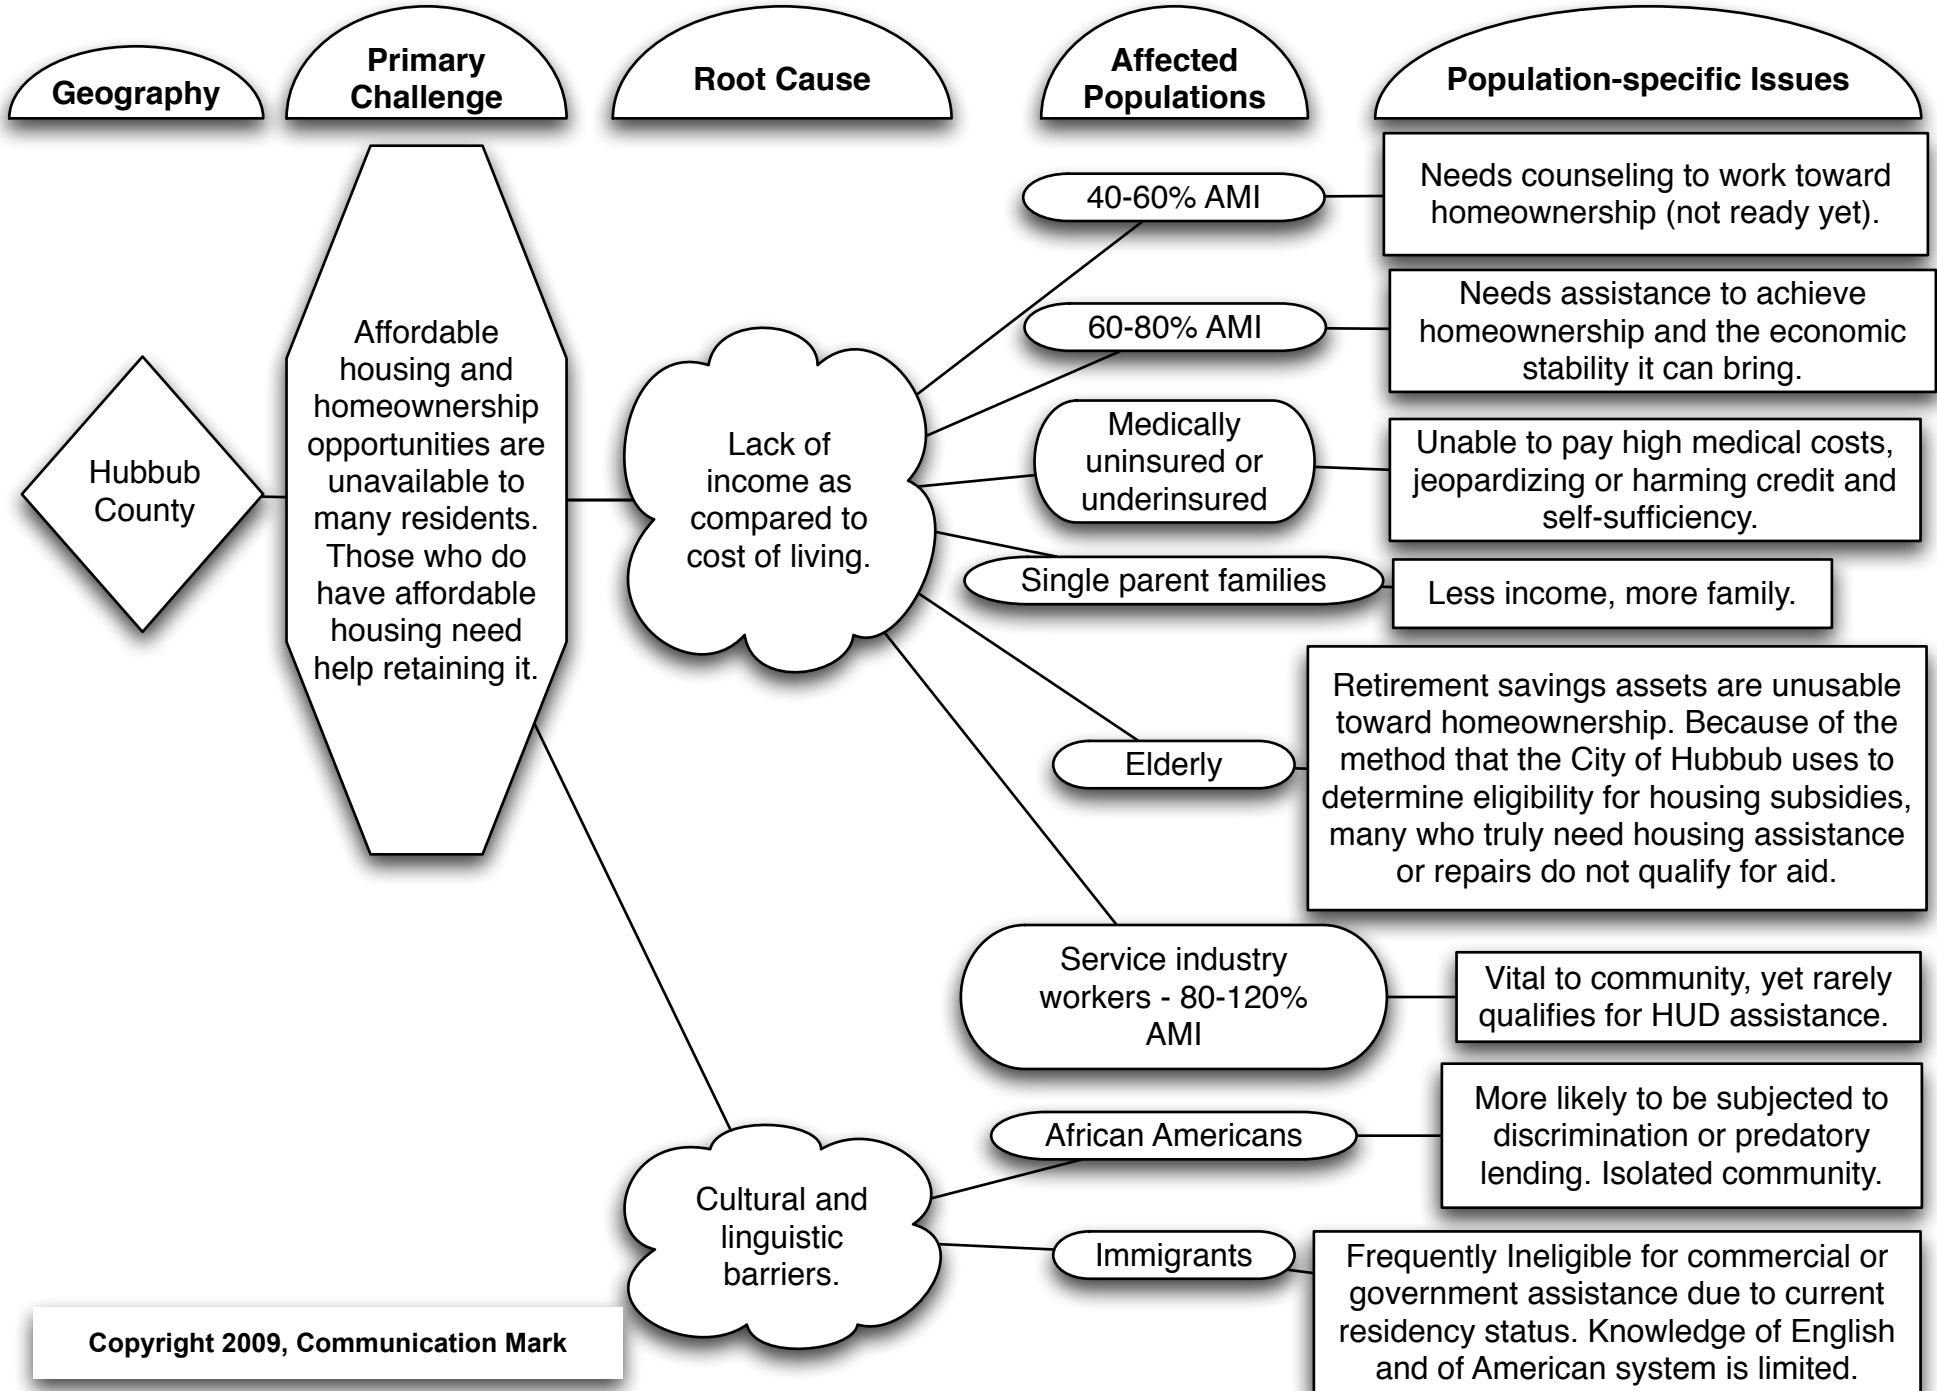 Geography
Primary
Challenge
Root Cause
Affected
Populations
Population-specific Issues
Hubbub
County
Affordable
housing and
homeownership
opportunities are
unavailable to
many residents.
Those who do
have affordable
housing need
help retaining it.
Lack of
income as
compared to
cost of living.
40-60% AMI
Needs counseling to work toward
homeownership (not ready yet).
60-80% AMI
Needs assistance to achieve
homeownership and the economic
stability it can bring.
Medically
uninsured or
underinsured
Unable to pay high medical costs,
jeopardizing or harming credit and
self-sufficiency.
Single parent families
Less income, more family.
Elderly
Retirement savings assets are unusable
toward homeownership. Because of the
method that the City of Hubbub uses to
determine eligibility for housing subsidies,
many who truly need housing assistance
or repairs do not qualify for aid.
Service industry
workers - 80-120%
AMI
Vital to community, yet rarely
qualifies for HUD assistance.
Cultural and
linguistic
barriers.
African Americans
More likely to be subjected to
discrimination or predatory
lending. Isolated community.
Immigrants
Frequently Ineligible for commercial or
government assistance due to current
residency status. Knowledge of English
and of American system is limited.
Copyright 2009, Communication Mark